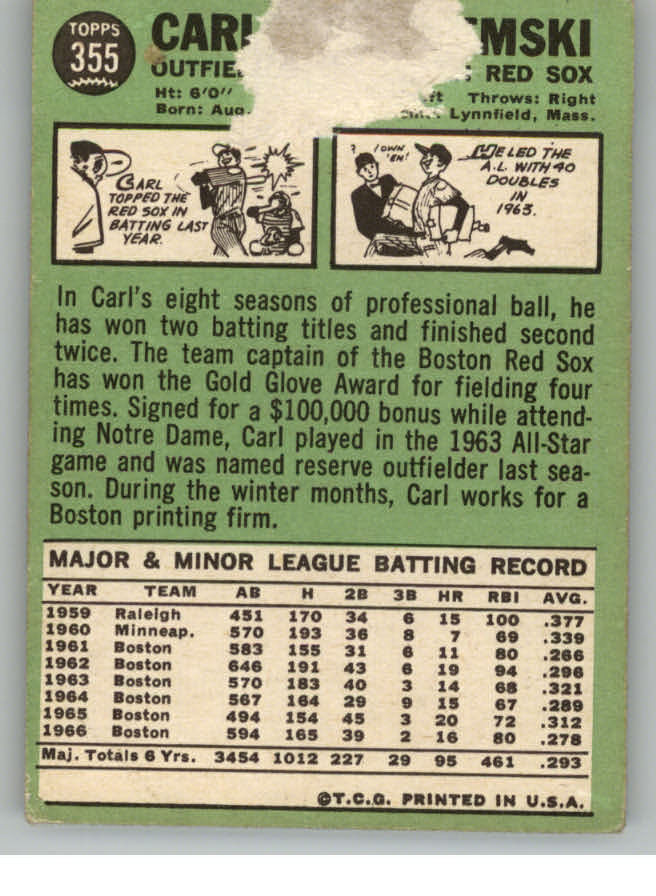 TOPPS
355
CARL EMSKI
OUTFIE RED SOX
Ht: 6'0" ft Throws: Right
Born: Aug. Lynnfield, Mass.
CARL
TOPPED THE
RED SOX IN
BATTING LAST
YEAR.
?
I OWN
'EM!
HE LED THE
A.L. WITH 40
DOUBLES
IN
1963.
In Carl's eight seasons of professional ball, he
has won two batting titles and finished second
twice. The team captain of the Boston Red Sox
has won the Gold Glove Award for fielding four
times. Signed for a $100,000 bonus while attend-
ing Notre Dame, Carl played in the 1963 All-Star
game and was named reserve outfielder last sea-
son. During the winter months, Carl works for a
Boston printing firm.
MAJOR & MINOR LEAGUE BATTING RECORD
YEAR TEAM AB H 2B 3B HR RBI AVG.
1959 Raleigh 451 170 34 6 15 100 .377
1960 Minneap. 570 193 36 8 7 69 .339
1961 Boston 583 155 31 6 11 80 .266
1962 Boston 646 191 43 6 19 94 .296
1963 Boston 570 183 40 3 14 68 .321
1964 Boston 567 164 29 9 15 67 .289
1965 Boston 494 154 45 3 20 72 .312
1966 Boston 594 165 39 2 16 80 .278
Maj. Totals 6 Yrs. 3454 1012 227 29 95 461 .293
©T.C.G. PRINTED IN U.S.A.